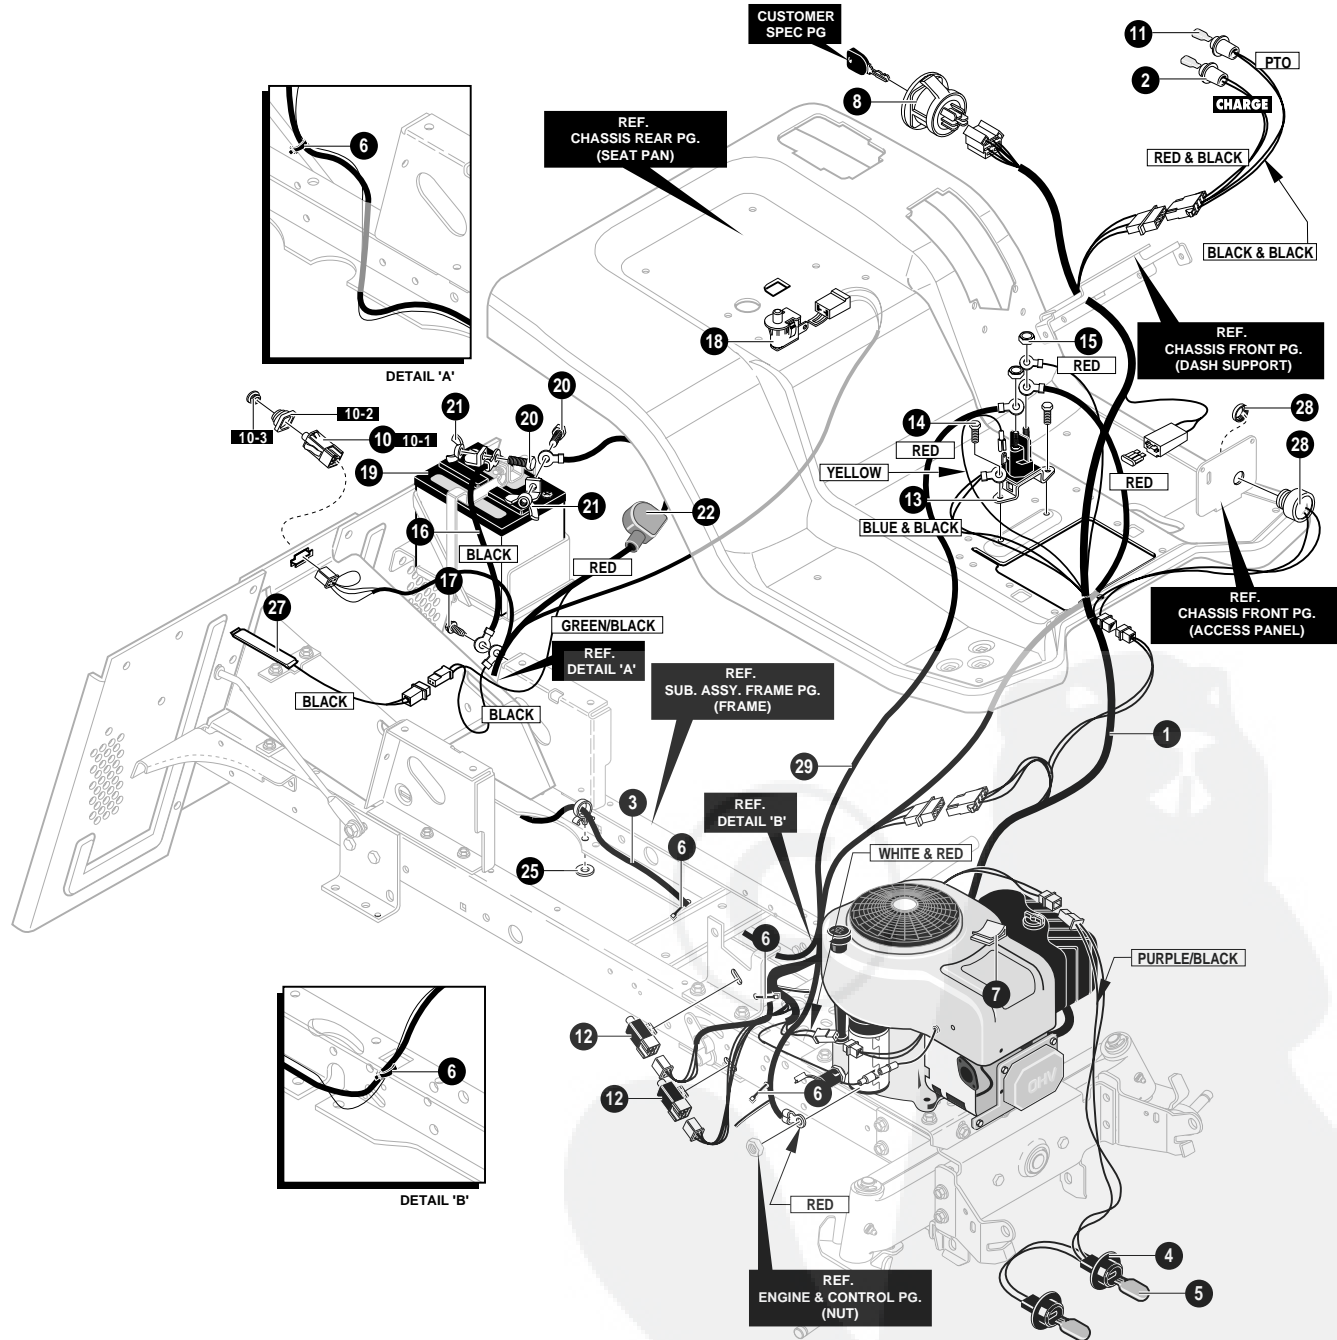 CUSTOMER
SPEC PG
11
PTO
2
8
CHARGE
REF.
CHASSIS REAR PG.
(SEAT PAN)
6
RED & BLACK
BLACK & BLACK
18
15
REF.
CHASSIS FRONT PG.
(DASH SUPPORT)
RED
DETAIL 'A'
20
21
10-2
10-3
10
10-1
20
14
28
RED
28
19
YELLOW
RED
13
21
22
16
BLUE & BLACK
BLACK
RED
17
27
GREEN/BLACK
REF.
CHASSIS FRONT PG.
(ACCESS PANEL)
REF.
DETAIL 'A'
REF.
SUB. ASSY. FRAME PG.
(FRAME)
BLACK
BLACK
1
29
3
REF.
DETAIL 'B'
6
WHITE & RED
25
6
PURPLE/BLACK
7
12
OHV
6
12
6
DETAIL 'B'
RED
4
REF.
ENGINE & CONTROL PG.
(NUT)
5